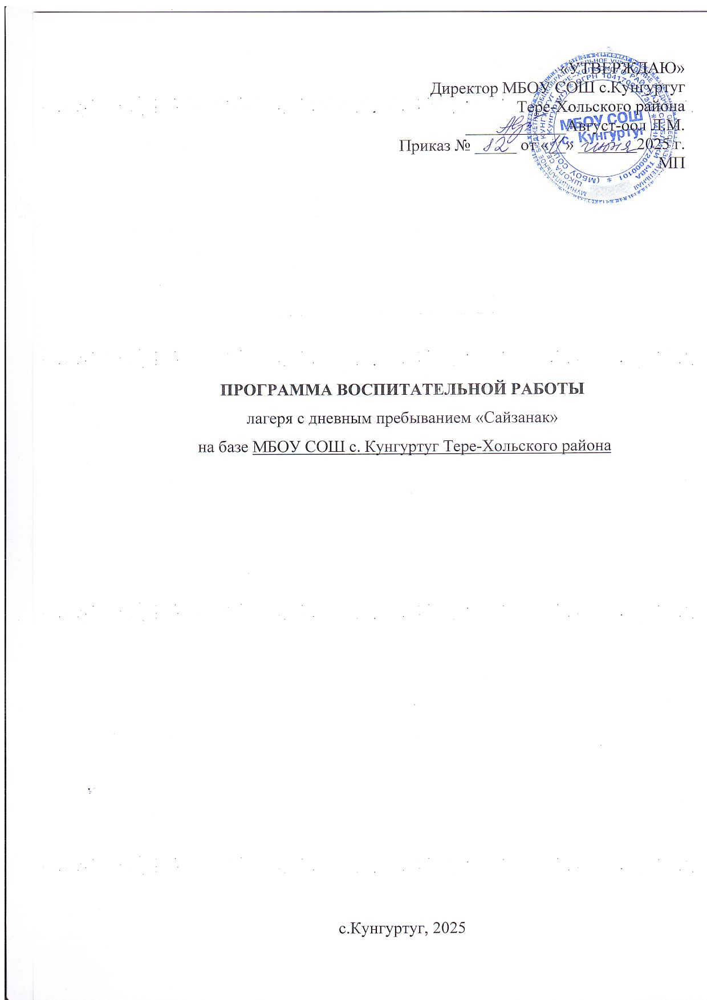 «УТВЕРЖДАЮ»
Директор МБОУ СОШ с.Кунгуртуг
Тере-Хольского района
Август-оол Л.М.
Приказ № 82 от «11» июня 2025 г.
МП
МБОУ СОШ
с. Кунгуртуг
ПРОГРАММА ВОСПИТАТЕЛЬНОЙ РАБОТЫ
лагеря с дневным пребыванием «Сайзанак»
на базе МБОУ СОШ с. Кунгуртуг Тере-Хольского района
с.Кунгуртуг, 2025